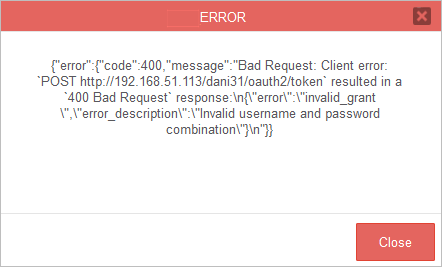 ERROR
{"error":{"code":400,"message":"Bad Request: Client error:
`POST http://192.168.51.113/dani31/oauth2/token` resulted in a
`400 Bad Request` response:\n{\"error\":\"invalid_grant
\",\"error_description\":\"Invalid username and password
combination\"}\n"}}
Close